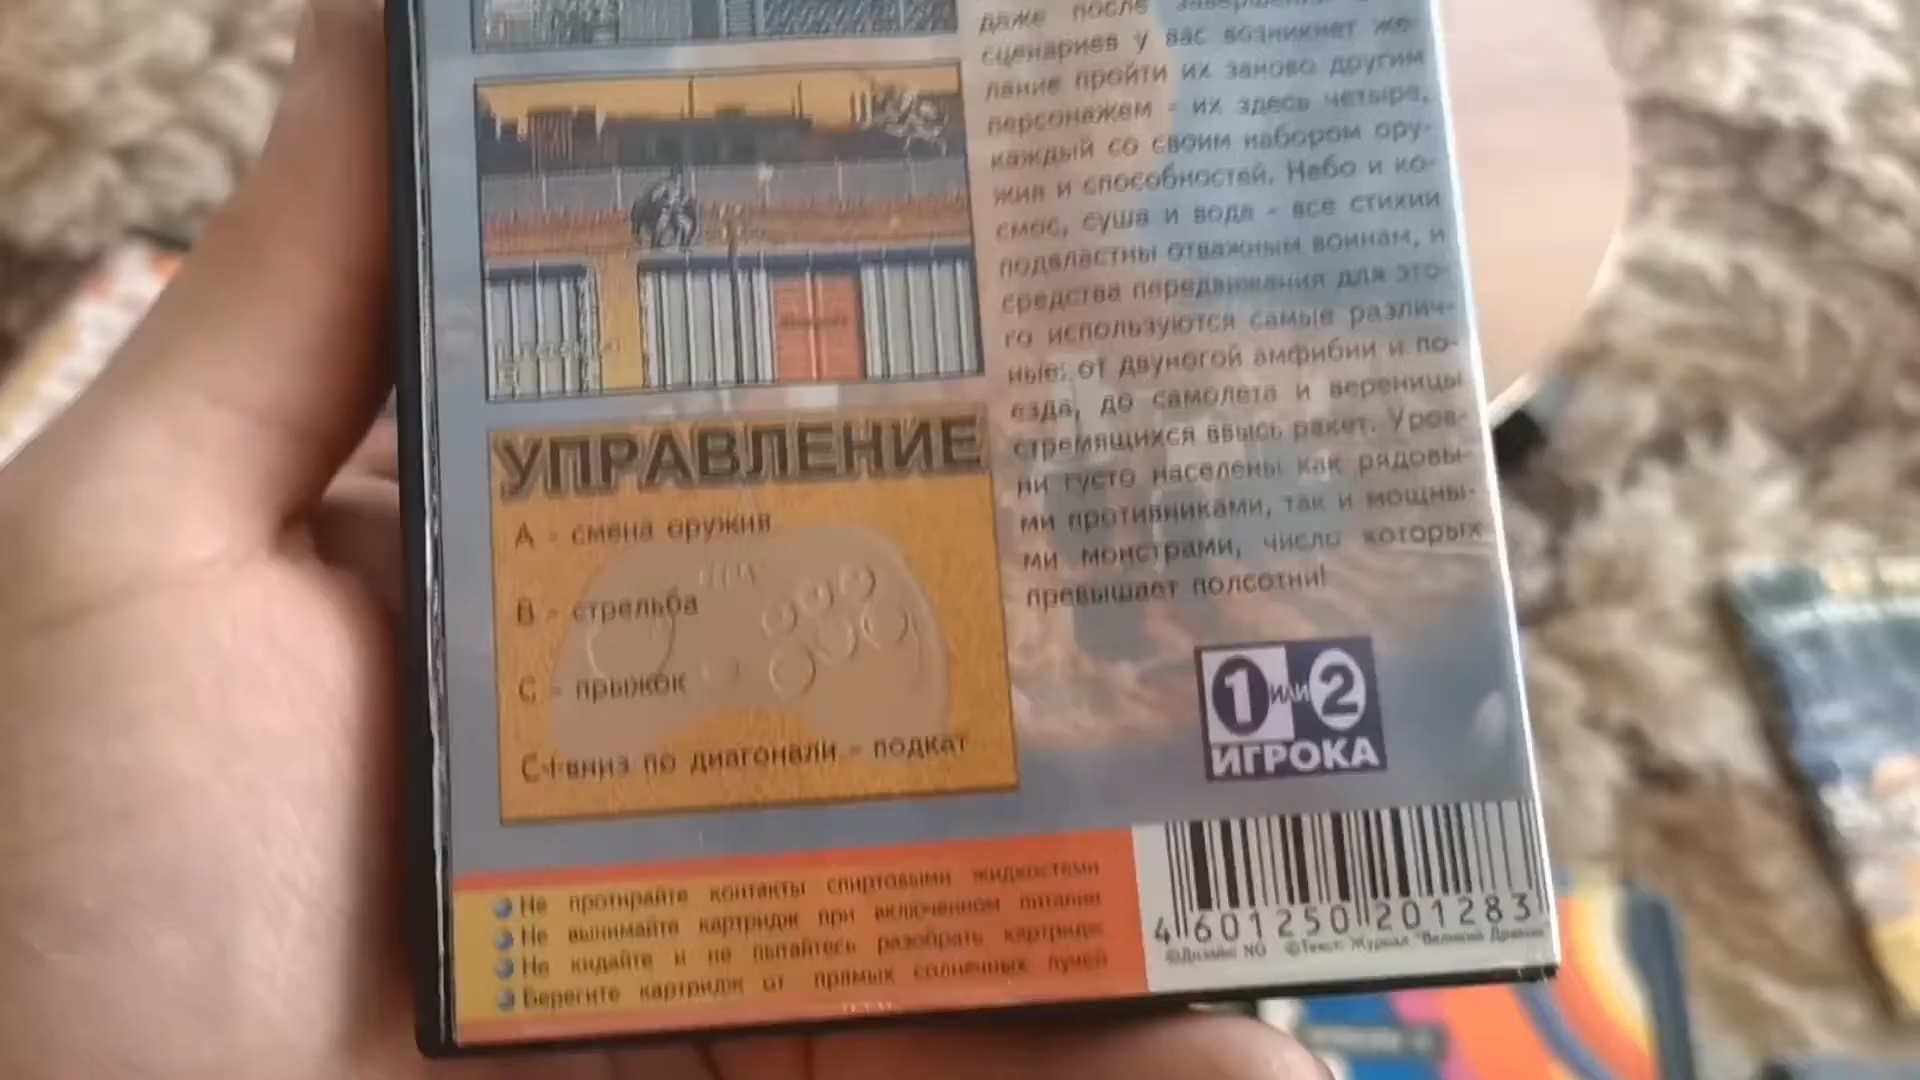 даже после
сценариев у вас возникнет же-
лание пройти их заново другим
персонажем - их здесь четыре,
каждый со своим набором ору-
жия и способностей. Небо и ко-
смос, суша и вода - все стихии
подвластны отважным воинам, и
средства передвижения для это-
го используются самые различ-
ные: от двуногой амфибии и по-
езда, до самолета и вереницы
стремящихся ввысь ракет. Уров-
ни густо населены как рядовы-
ми противниками, так и мощны-
ми монстрами, число которых
превышает полсотни!
УПРАВЛЕНИЕ
A - смена оружия
B - стрельба
C - прыжок
C+вниз по диагонали - подкат
1 или 2
ИГРОКА
Не протирайте контакты спиртовыми жидкостями
Не вынимайте картридж при включенном питании
Не кидайте и не пытайтесь разобрать картридж
Берегите картридж от прямых солнечных лучей
4 601250 201283
©Дизайн: NG ©Текст: Журнал "Великий Дракон"